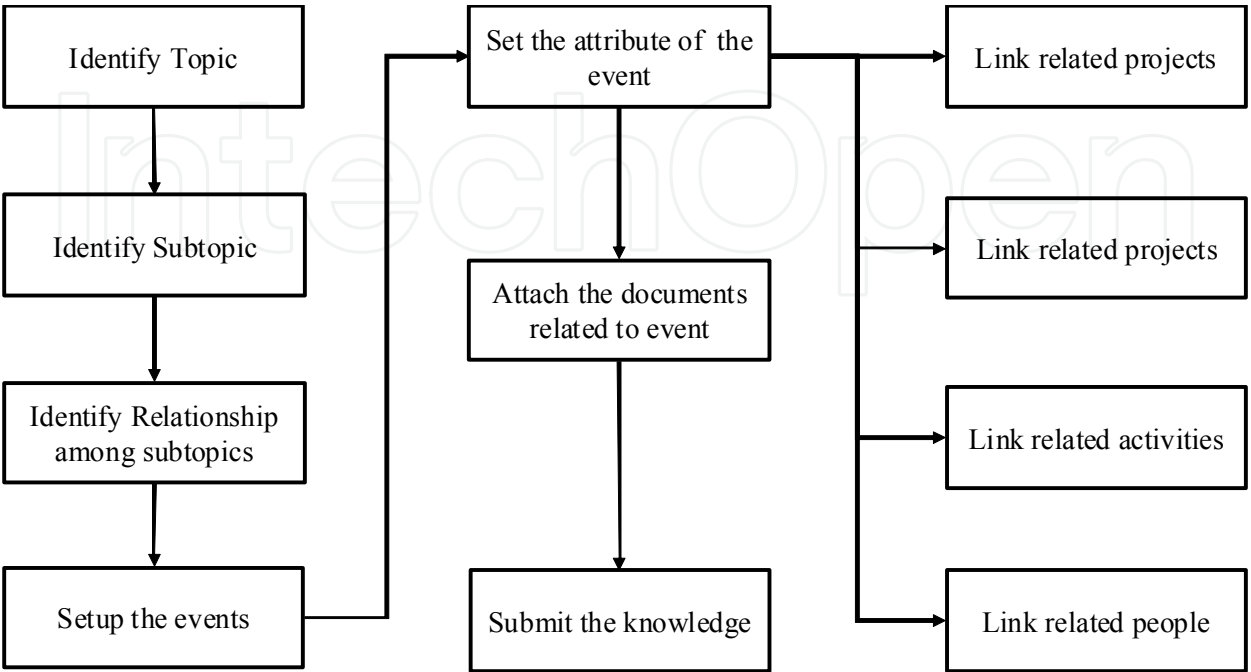 Identify Topic
Identify Subtopic
Identify Relationship
among subtopics
Setup the events
Set the attribute of the
event
Attach the documents
related to event
Submit the knowledge
Link related projects
Link related projects
Link related activities
Link related people
IntechOpen